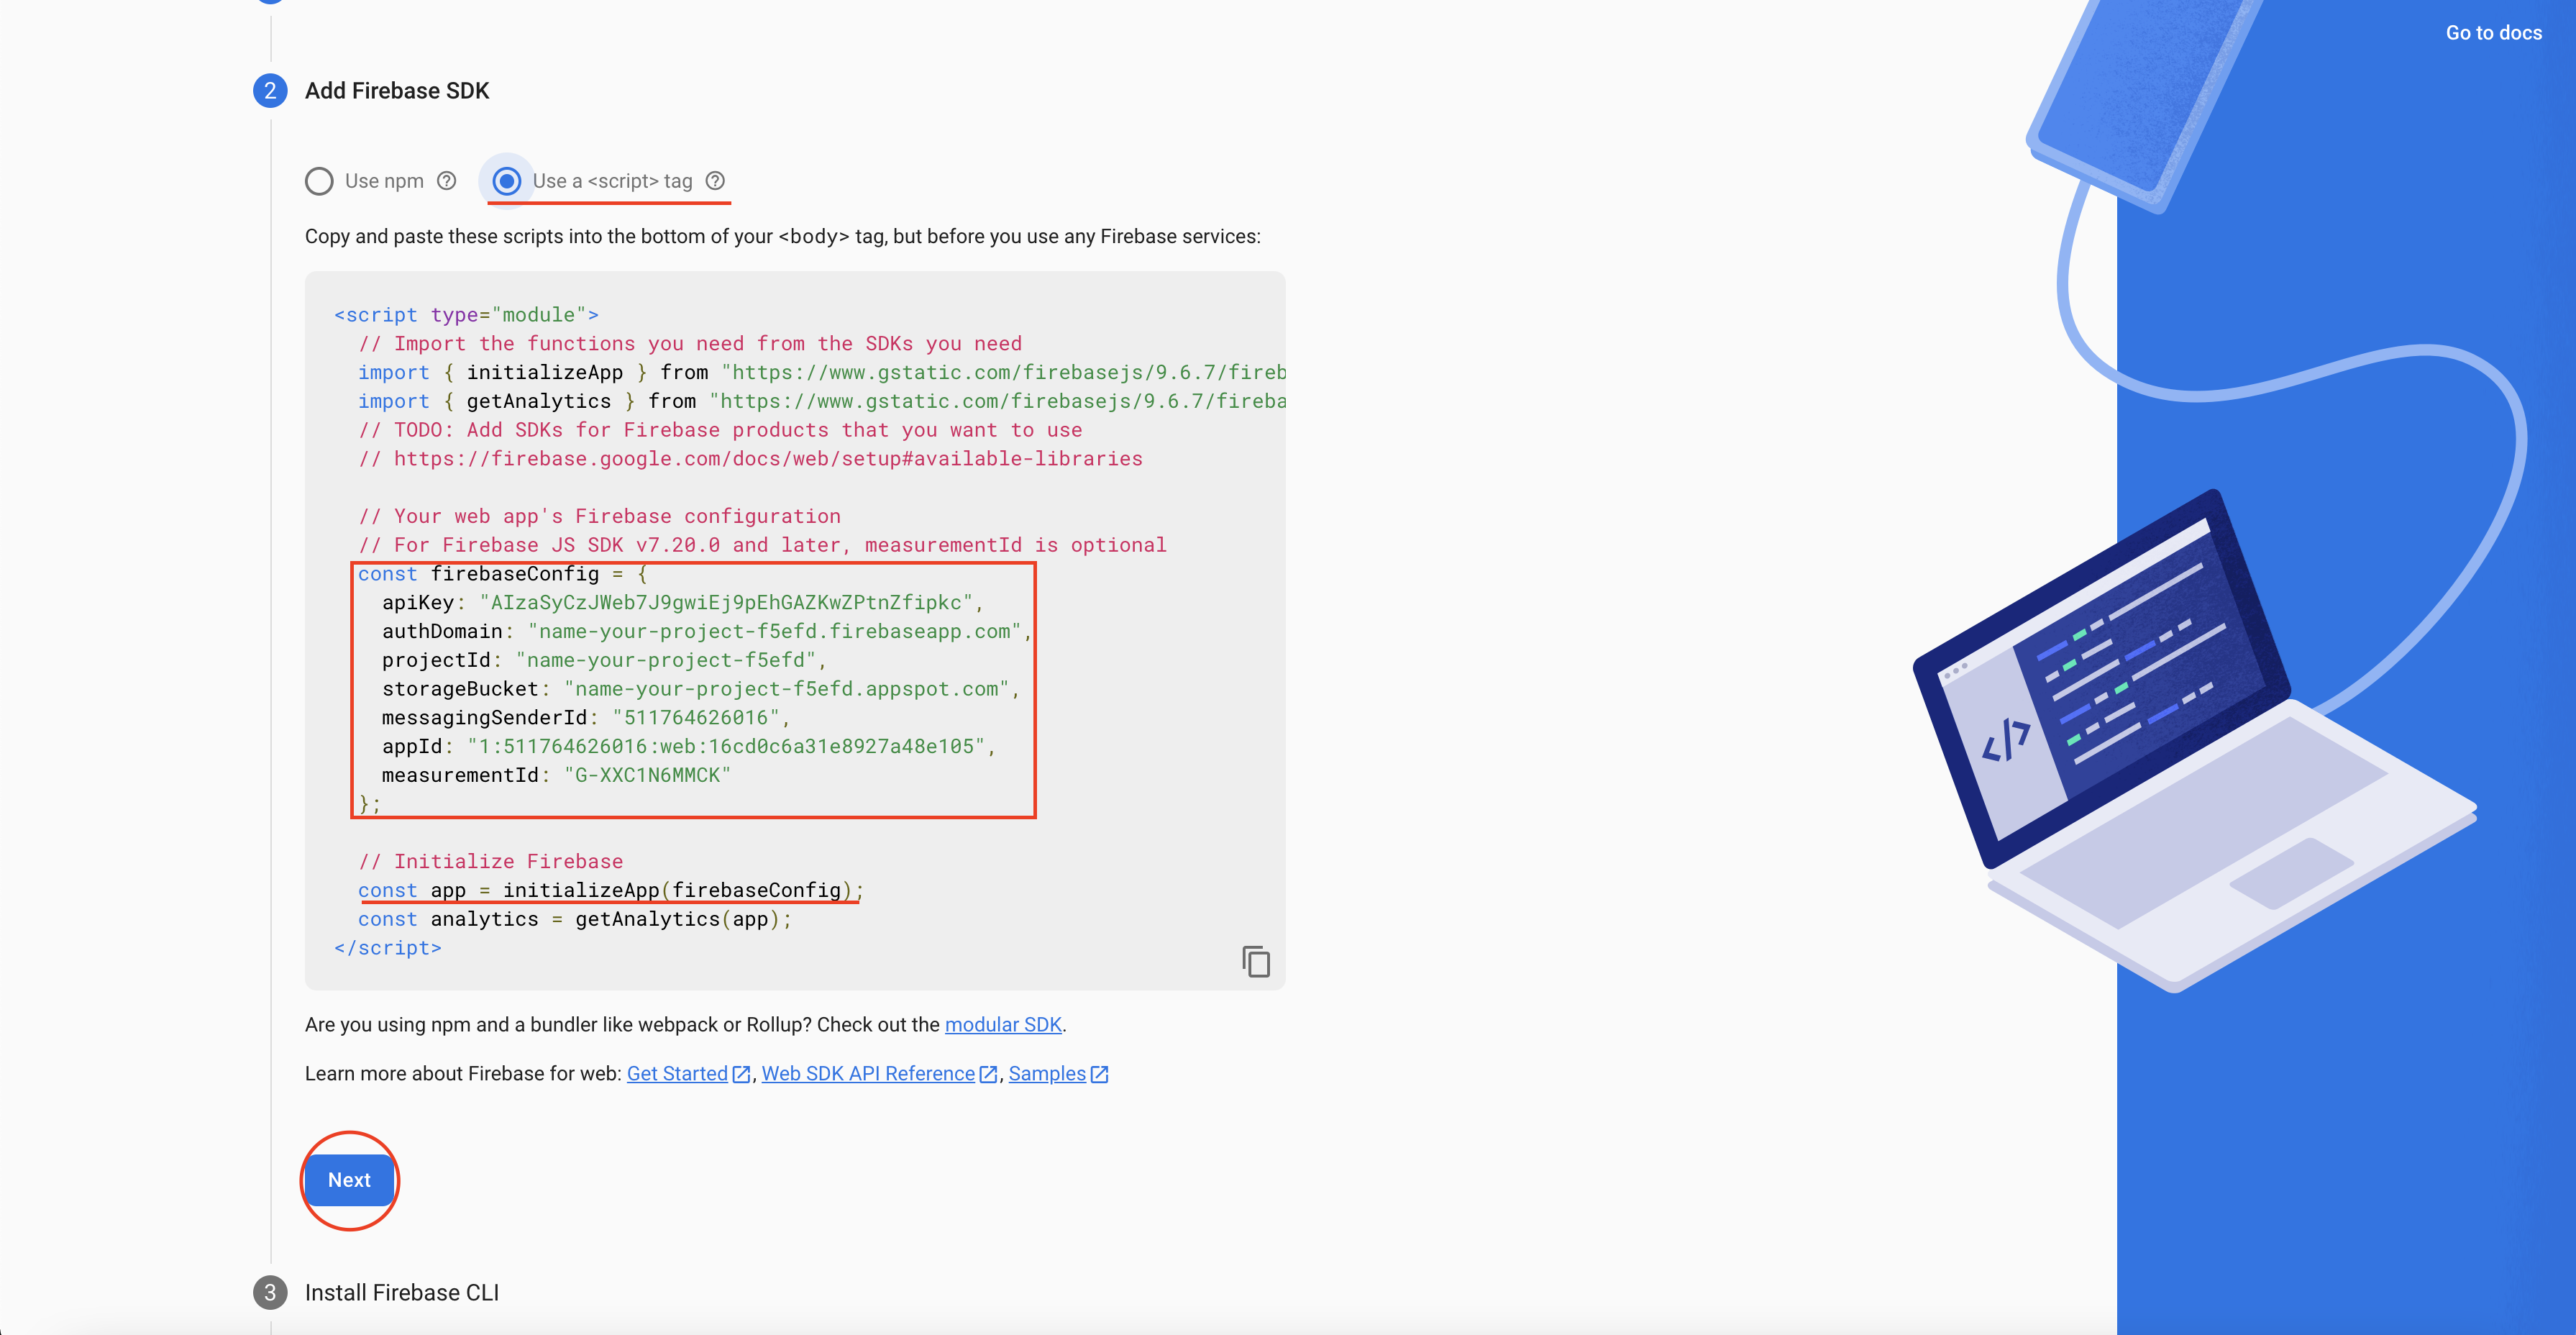 Go to docs
2 Add Firebase SDK
Use npm Use a <script> tag
Copy and paste these scripts into the bottom of your <body> tag, but before you use any Firebase services:
<script type="module">
// Import the functions you need from the SDKs you need
import { initializeApp } from "https://www.gstatic.com/firebasejs/9.6.7/fireb
import { getAnalytics } from "https://www.gstatic.com/firebasejs/9.6.7/fireba
// TODO: Add SDKs for Firebase products that you want to use
// https://firebase.google.com/docs/web/setup#available-libraries
// Your web app's Firebase configuration
// For Firebase JS SDK v7.20.0 and later, measurementId is optional
const firebaseConfig = {
apiKey: "AIzaSyCzJWeb7J9gwiEj9pEhGAZKwZPtnZfipkc",
authDomain: "name-your-project-f5efd.firebaseapp.com",
projectId: "name-your-project-f5efd",
storageBucket: "name-your-project-f5efd.appspot.com",
messagingSenderId: "511764626016",
appId: "1:511764626016:web:16cd0c6a31e8927a48e105",
measurementId: "G-XXC1N6MMCK"
};
// Initialize Firebase
const app = initializeApp(firebaseConfig);
const analytics = getAnalytics(app);
</script>
Are you using npm and a bundler like webpack or Rollup? Check out the modular SDK.
Learn more about Firebase for web: Get Started, Web SDK API Reference, Samples
Next
3 Install Firebase CLI